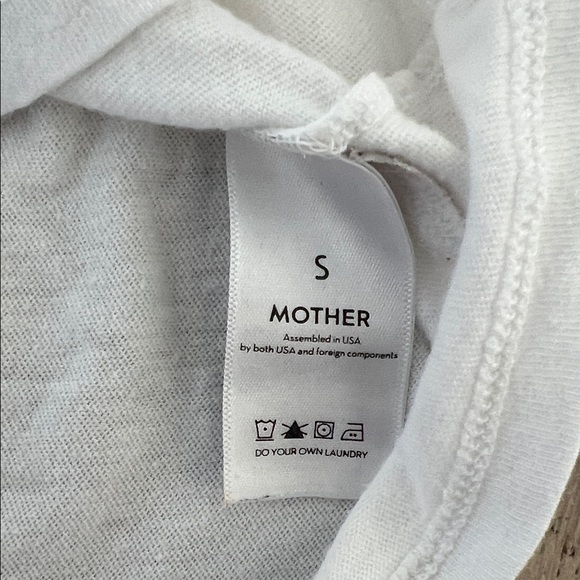 S
MOTHER
Assembled in USA
by both USA and foreign components
DO YOUR OWN LAUNDRY